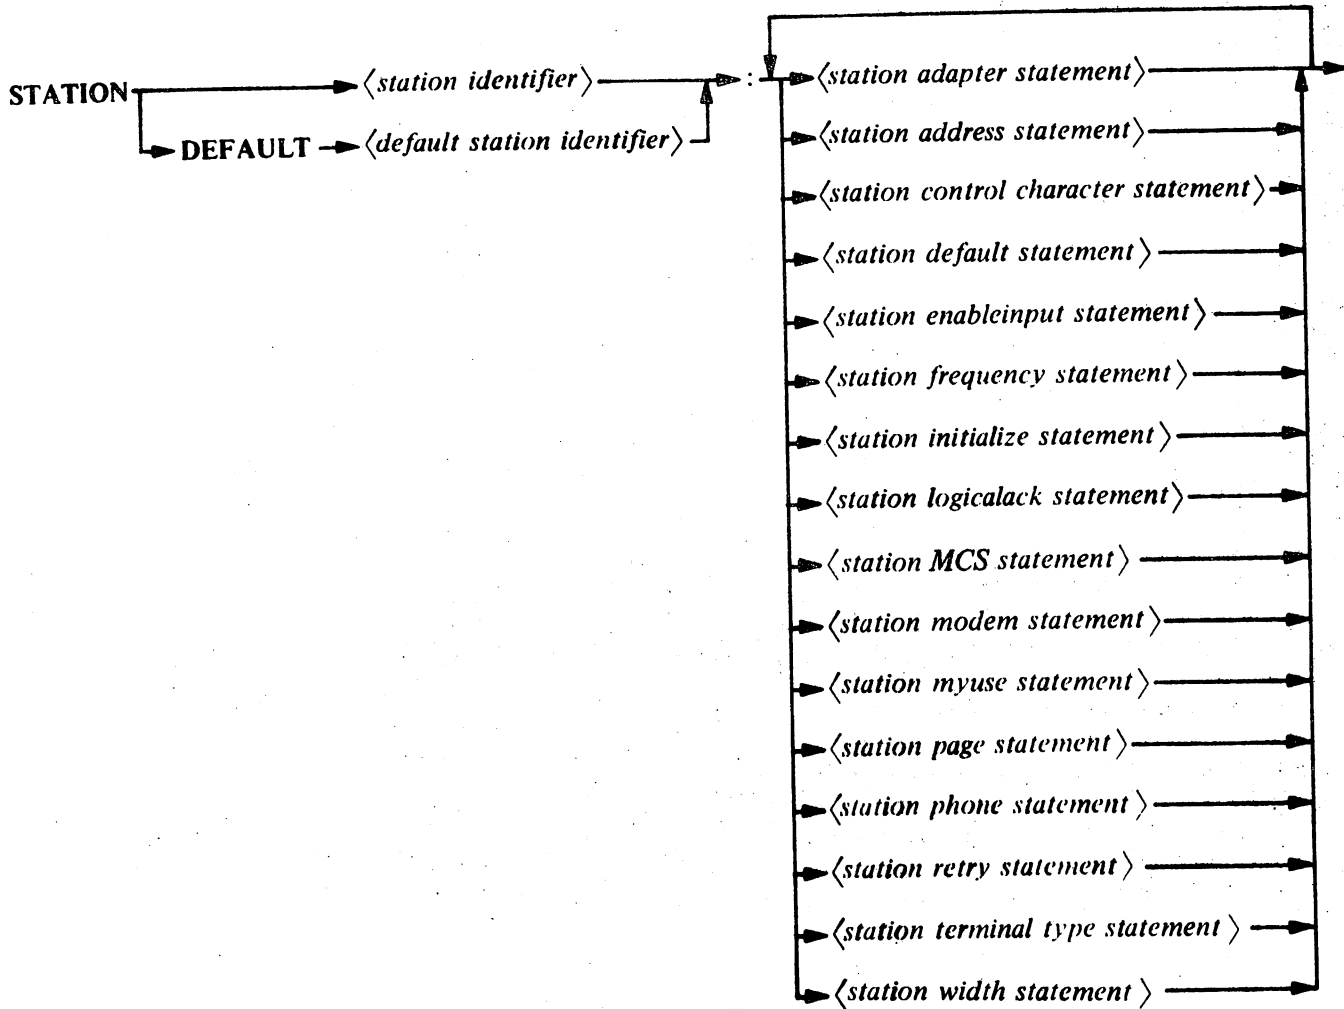 STATION ⟨station identifier⟩ : ⟨station adapter statement⟩
DEFAULT ⟨default station identifier⟩ ⟨station address statement⟩
⟨station control character statement⟩
⟨station default statement⟩
⟨station enableinput statement⟩
⟨station frequency statement⟩
⟨station initialize statement⟩
⟨station logicalack statement⟩
⟨station MCS statement⟩
⟨station modem statement⟩
⟨station myuse statement⟩
⟨station page statement⟩
⟨station phone statement⟩
⟨station retry statement⟩
⟨station terminal type statement⟩
⟨station width statement⟩